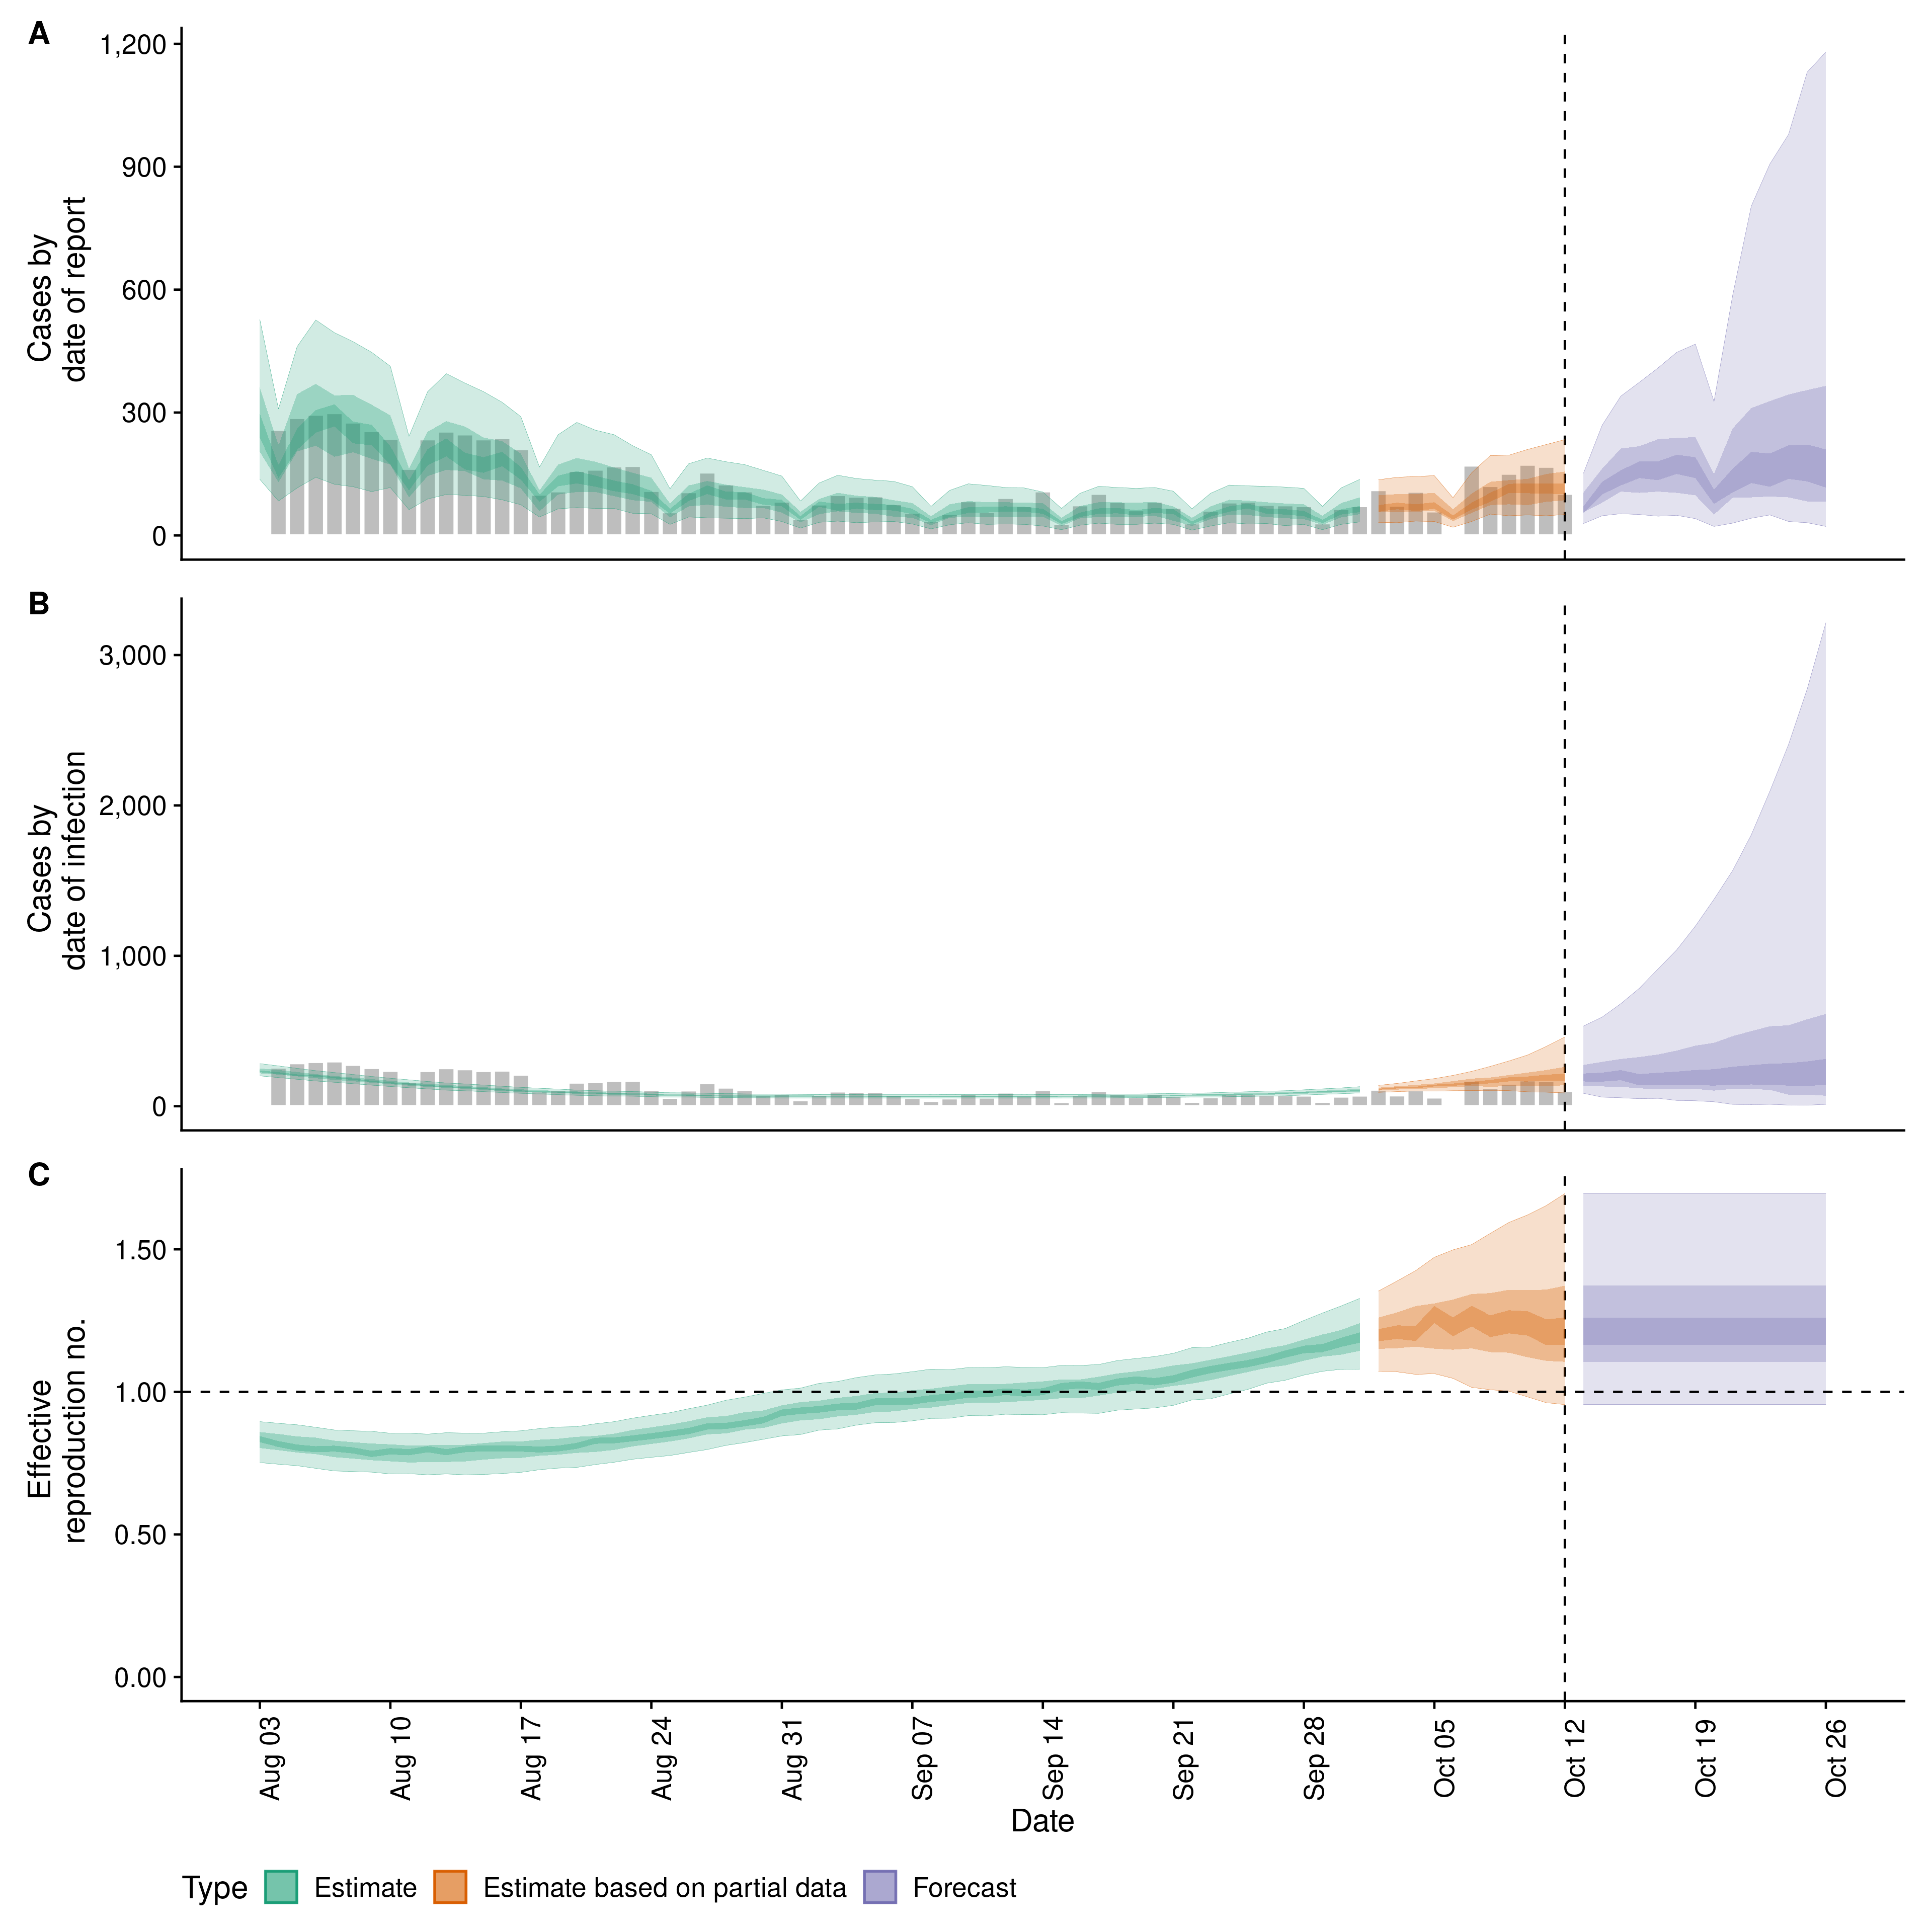 A
1,200
900
600
300
0
Cases by
date of report
B
3,000
2,000
1,000
0
Cases by
date of infection
C
1.50
1.00
0.50
0.00
Effective
reproduction no.
Aug 03
Aug 10
Aug 17
Aug 24
Aug 31
Sep 07
Sep 14
Sep 21
Sep 28
Oct 05
Oct 12
Oct 19
Oct 26
Date
Type Estimate Estimate based on partial data Forecast